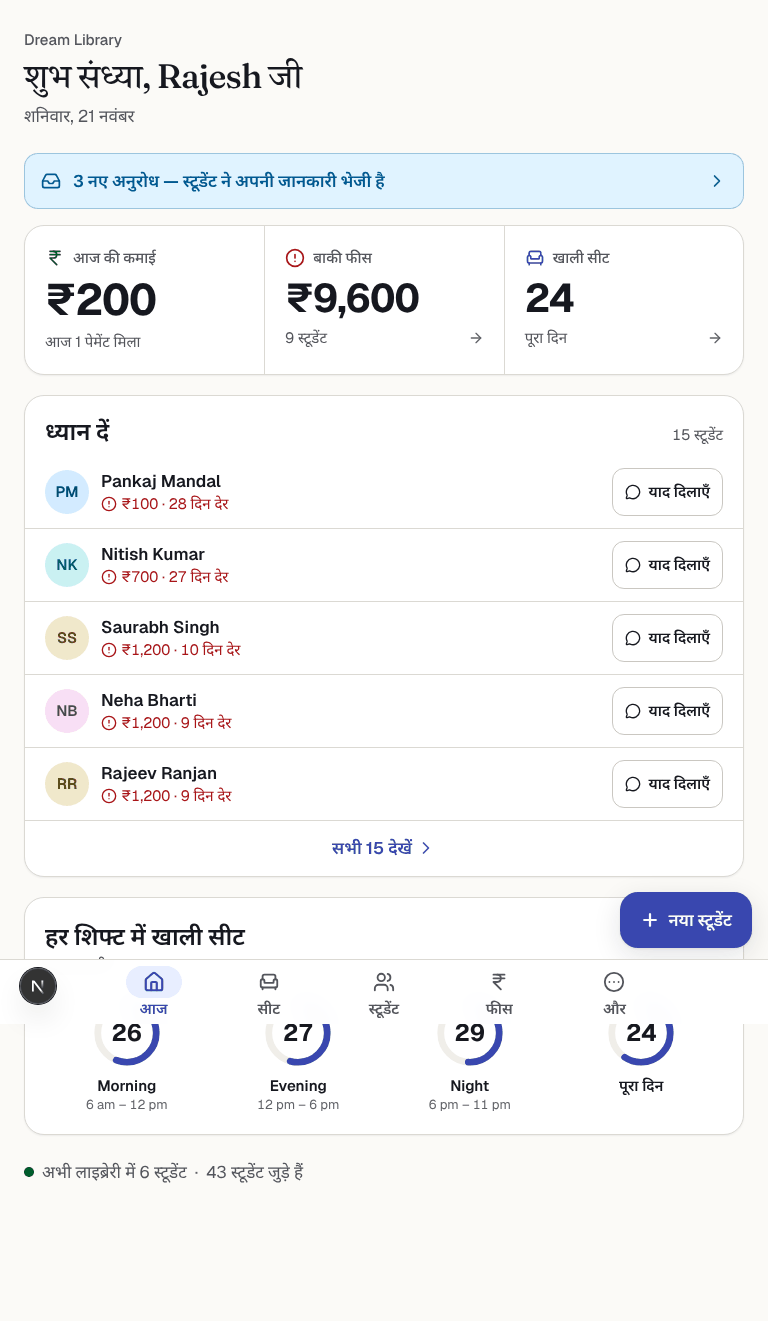 Dream Library
शुभ संध्या, Rajesh जी
शनिवार, 21 नवंबर
3 नए अनुरोध — स्टूडेंट ने अपनी जानकारी भेजी है
₹ आज की कमाई
₹200
आज 1 पेमेंट मिला
बाकी फीस
₹9,600
9 स्टूडेंट
खाली सीट
24
पूरा दिन
ध्यान दें
15 स्टूडेंट
PM
Pankaj Mandal
₹100 · 28 दिन देर
याद दिलाएँ
NK
Nitish Kumar
₹700 · 27 दिन देर
याद दिलाएँ
SS
Saurabh Singh
₹1,200 · 10 दिन देर
याद दिलाएँ
NB
Neha Bharti
₹1,200 · 9 दिन देर
याद दिलाएँ
RR
Rajeev Ranjan
₹1,200 · 9 दिन देर
याद दिलाएँ
सभी 15 देखें
हर शिफ्ट में खाली सीट
नया स्टूडेंट
N
आज
सीट
स्टूडेंट
₹
फीस
और
26
Morning
6 am – 12 pm
27
Evening
12 pm – 6 pm
29
Night
6 pm – 11 pm
24
पूरा दिन
अभी लाइब्रेरी में 6 स्टूडेंट · 43 स्टूडेंट जुड़े हैं